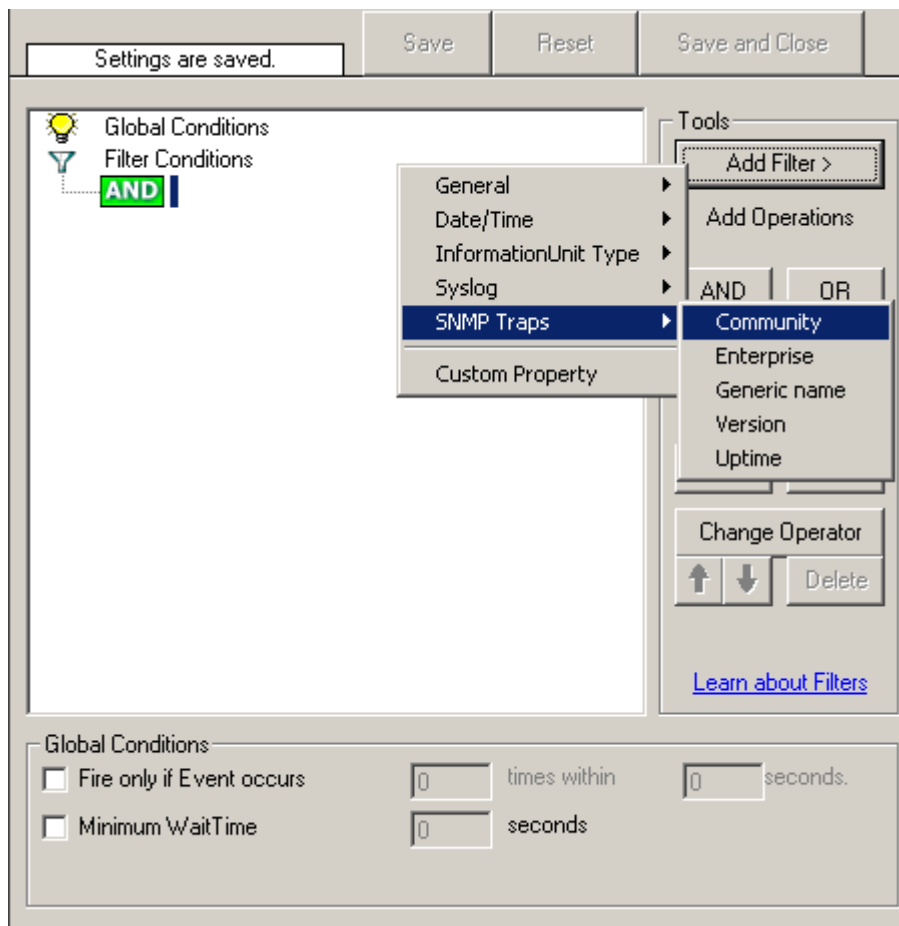 Settings are saved.
Save
Reset
Save and Close
Global Conditions
Filter Conditions
AND
Tools
Add Filter >
Add Operations
AND
OR
General
Date/Time
InformationUnit Type
Syslog
SNMP Traps
Custom Property
Community
Enterprise
Generic name
Version
Uptime
Change Operator
Delete
Learn about Filters
Global Conditions
Fire only if Event occurs 0 times within 0 seconds.
Minimum WaitTime 0 seconds